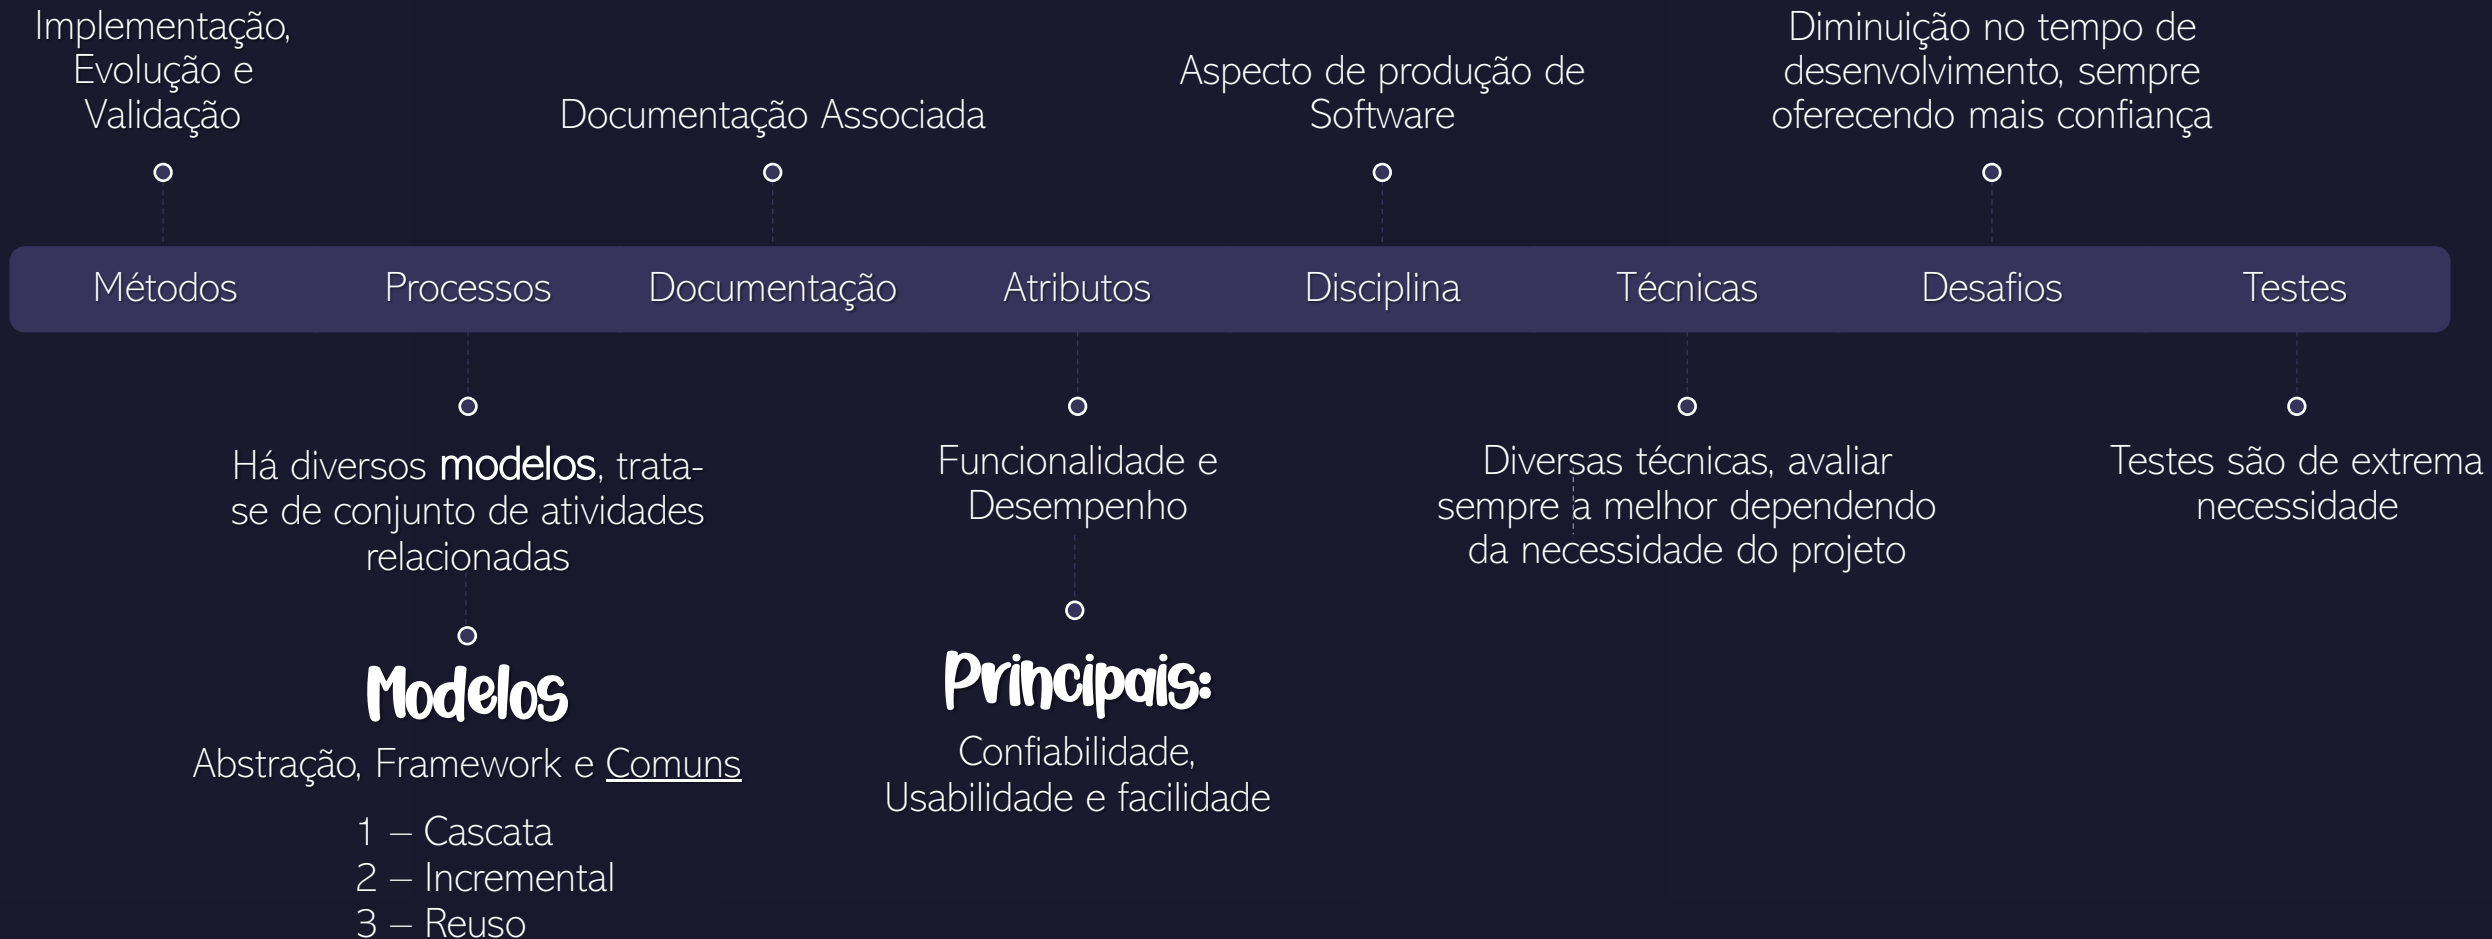 Implementação,
Evolução e
Validação
Documentação Associada
Aspecto de produção de
Software
Diminuição no tempo de
desenvolvimento, sempre
oferecendo mais confiança
Métodos
Processos
Documentação
Atributos
Disciplina
Técnicas
Desafios
Testes
Há diversos modelos, trata-
se de conjunto de atividades
relacionadas
Modelos
Abstração, Framework e Comuns
1 – Cascata
2 – Incremental
3 – Reuso
Funcionalidade e
Desempenho
Principais:
Confiabilidade,
Usabilidade e facilidade
Diversas técnicas, avaliar
sempre a melhor dependendo
da necessidade do projeto
Testes são de extrema
necessidade